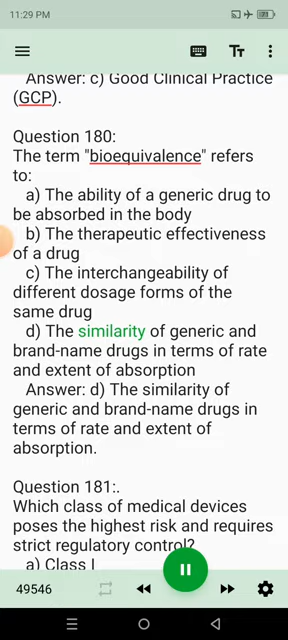 11:29 PM
Answer: c) Good Clinical Practice
(GCP).
Question 180:
The term "bioequivalence" refers
to:
a) The ability of a generic drug to
be absorbed in the body
b) The therapeutic effectiveness
of a drug
c) The interchangeability of
different dosage forms of the
same drug
d) The similarity of generic and
brand-name drugs in terms of rate
and extent of absorption
Answer: d) The similarity of
generic and brand-name drugs in
terms of rate and extent of
absorption.
Question 181:.
Which class of medical devices
poses the highest risk and requires
strict regulatory control?
a) Class I
49546